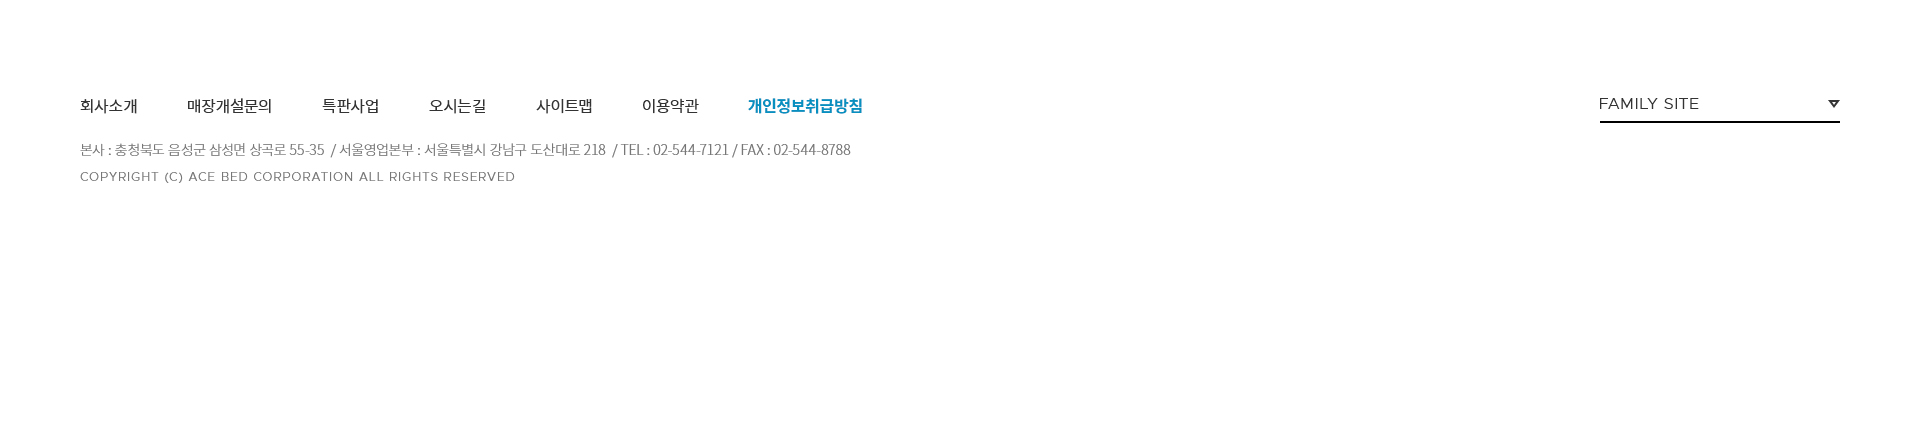 회사소개 매장개설문의 특판사업 오시는길 사이트맵 이용약관 개인정보취급방침 FAMILY SITE
본사 : 충청북도 음성군 삼성면 상곡로 55-35 / 서울영업본부 : 서울특별시 강남구 도산대로 218 / TEL : 02-544-7121 / FAX : 02-544-8788
COPYRIGHT (C) ACE BED CORPORATION ALL RIGHTS RESERVED